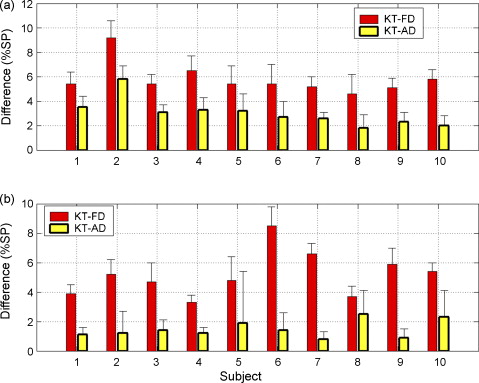 (a)
12
10
8
6
4
2
0
Difference (%SP)
KT-FD
KT-AD
1 2 3 4 5 6 7 8 9 10
(b)
10
8
6
4
2
0
Difference (%SP)
KT-FD
KT-AD
1 2 3 4 5 6 7 8 9 10
Subject